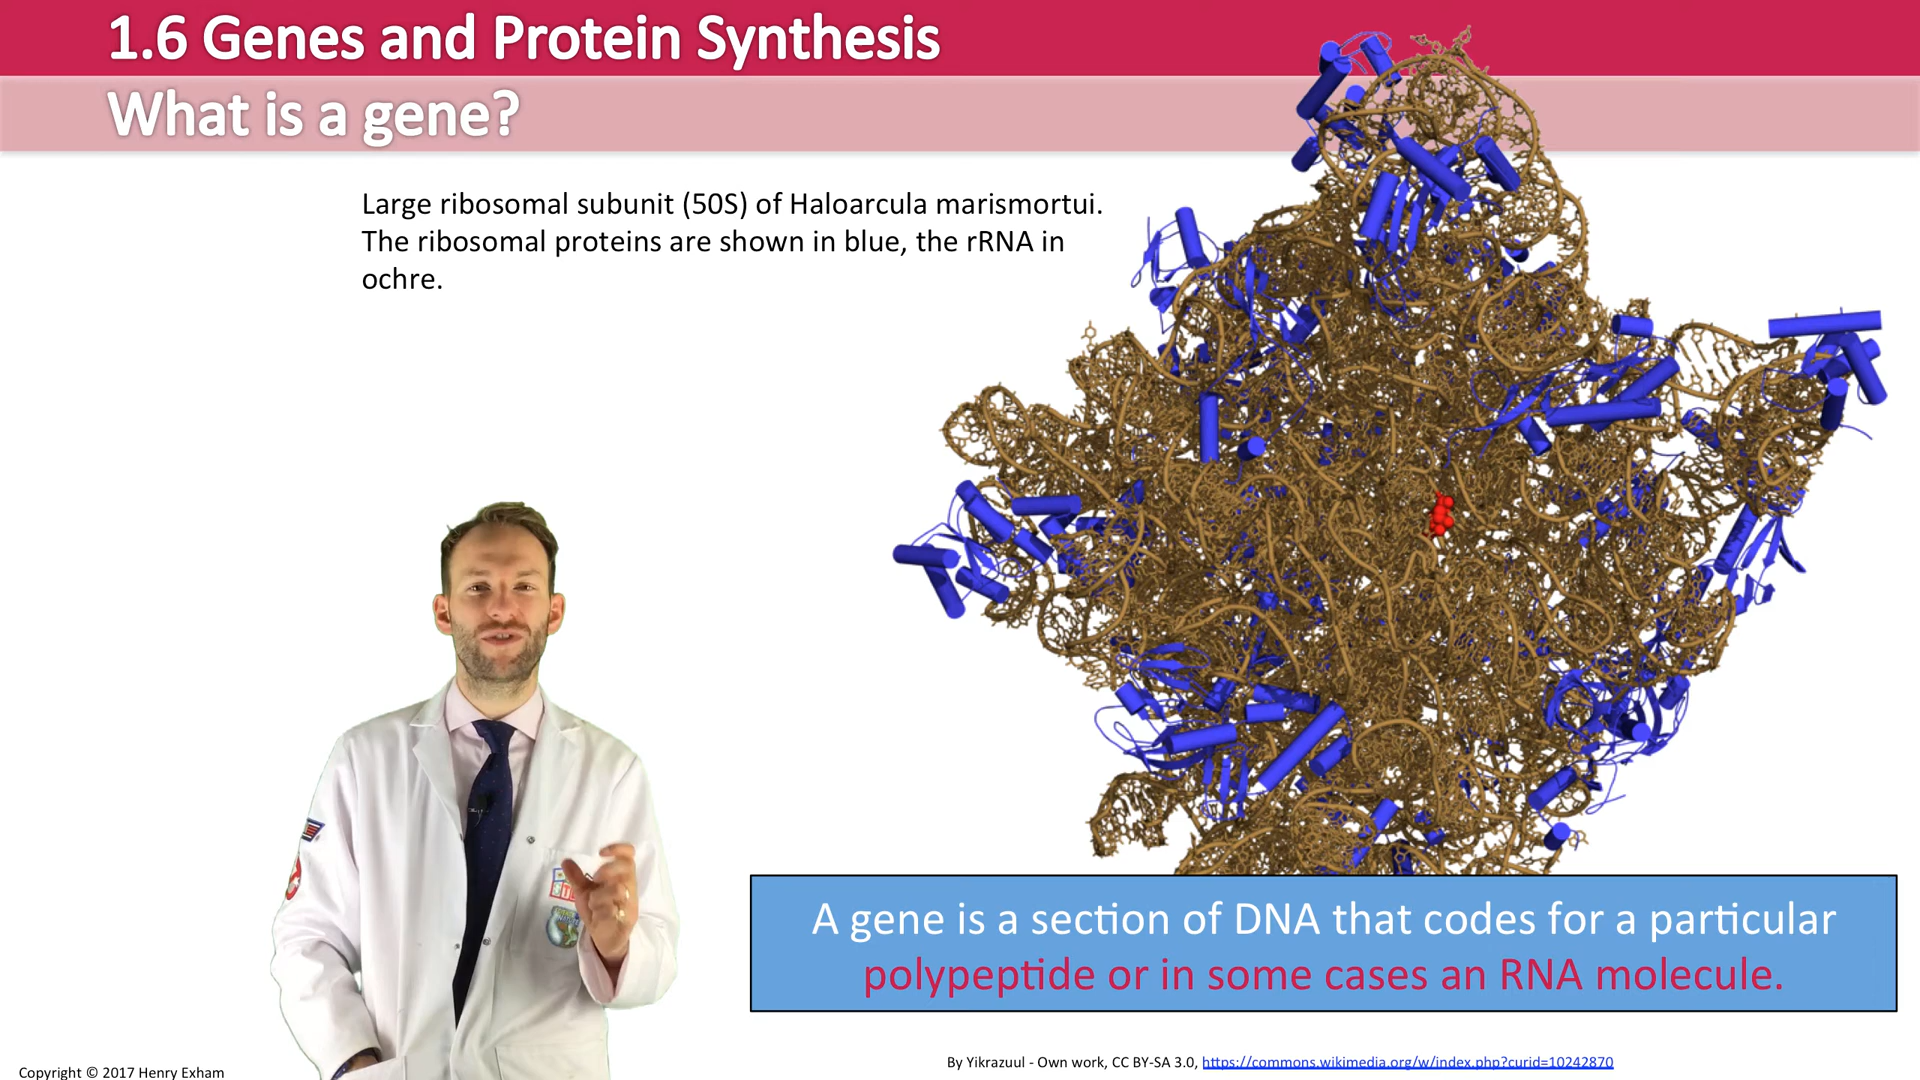 1.6 Genes and Protein Synthesis
What is a gene?
Large ribosomal subunit (50S) of Haloarcula marismortui.
The ribosomal proteins are shown in blue, the rRNA in
ochre.
A gene is a section of DNA that codes for a particular
polypeptide or in some cases an RNA molecule.
By Yikrazuul - Own work, CC BY-SA 3.0, https://commons.wikimedia.org/w/index.php?curid=10242870
Copyright © 2017 Henry Exham